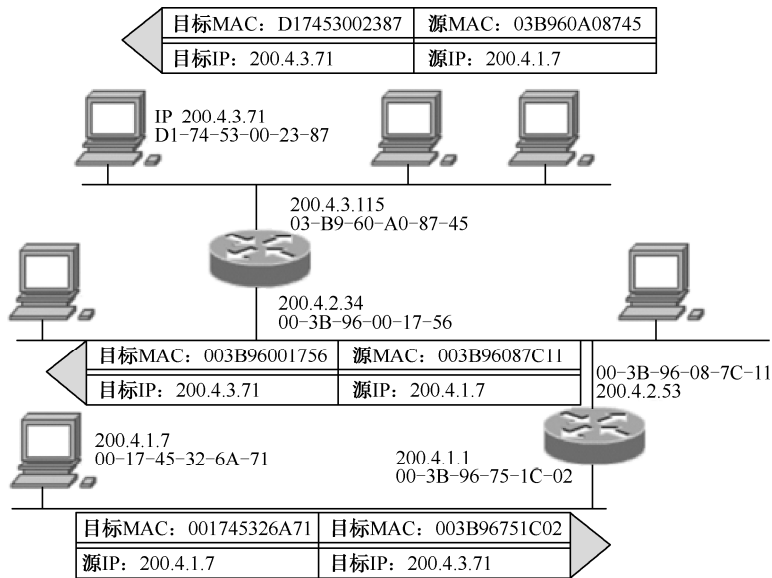 目标MAC：D17453002387 源MAC：03B960A08745
目标IP：200.4.3.71 源IP：200.4.1.7
IP 200.4.3.71
D1-74-53-00-23-87
200.4.3.115
03-B9-60-A0-87-45
200.4.2.34
00-3B-96-00-17-56
目标MAC：003B96001756 源MAC：003B96087C11
目标IP：200.4.3.71 源IP：200.4.1.7
00-3B-96-08-7C-11
200.4.2.53
200.4.1.7
00-17-45-32-6A-71
200.4.1.1
00-3B-96-75-1C-02
目标MAC：001745326A71 目标MAC：003B96751C02
源IP：200.4.1.7 目标IP：200.4.3.71